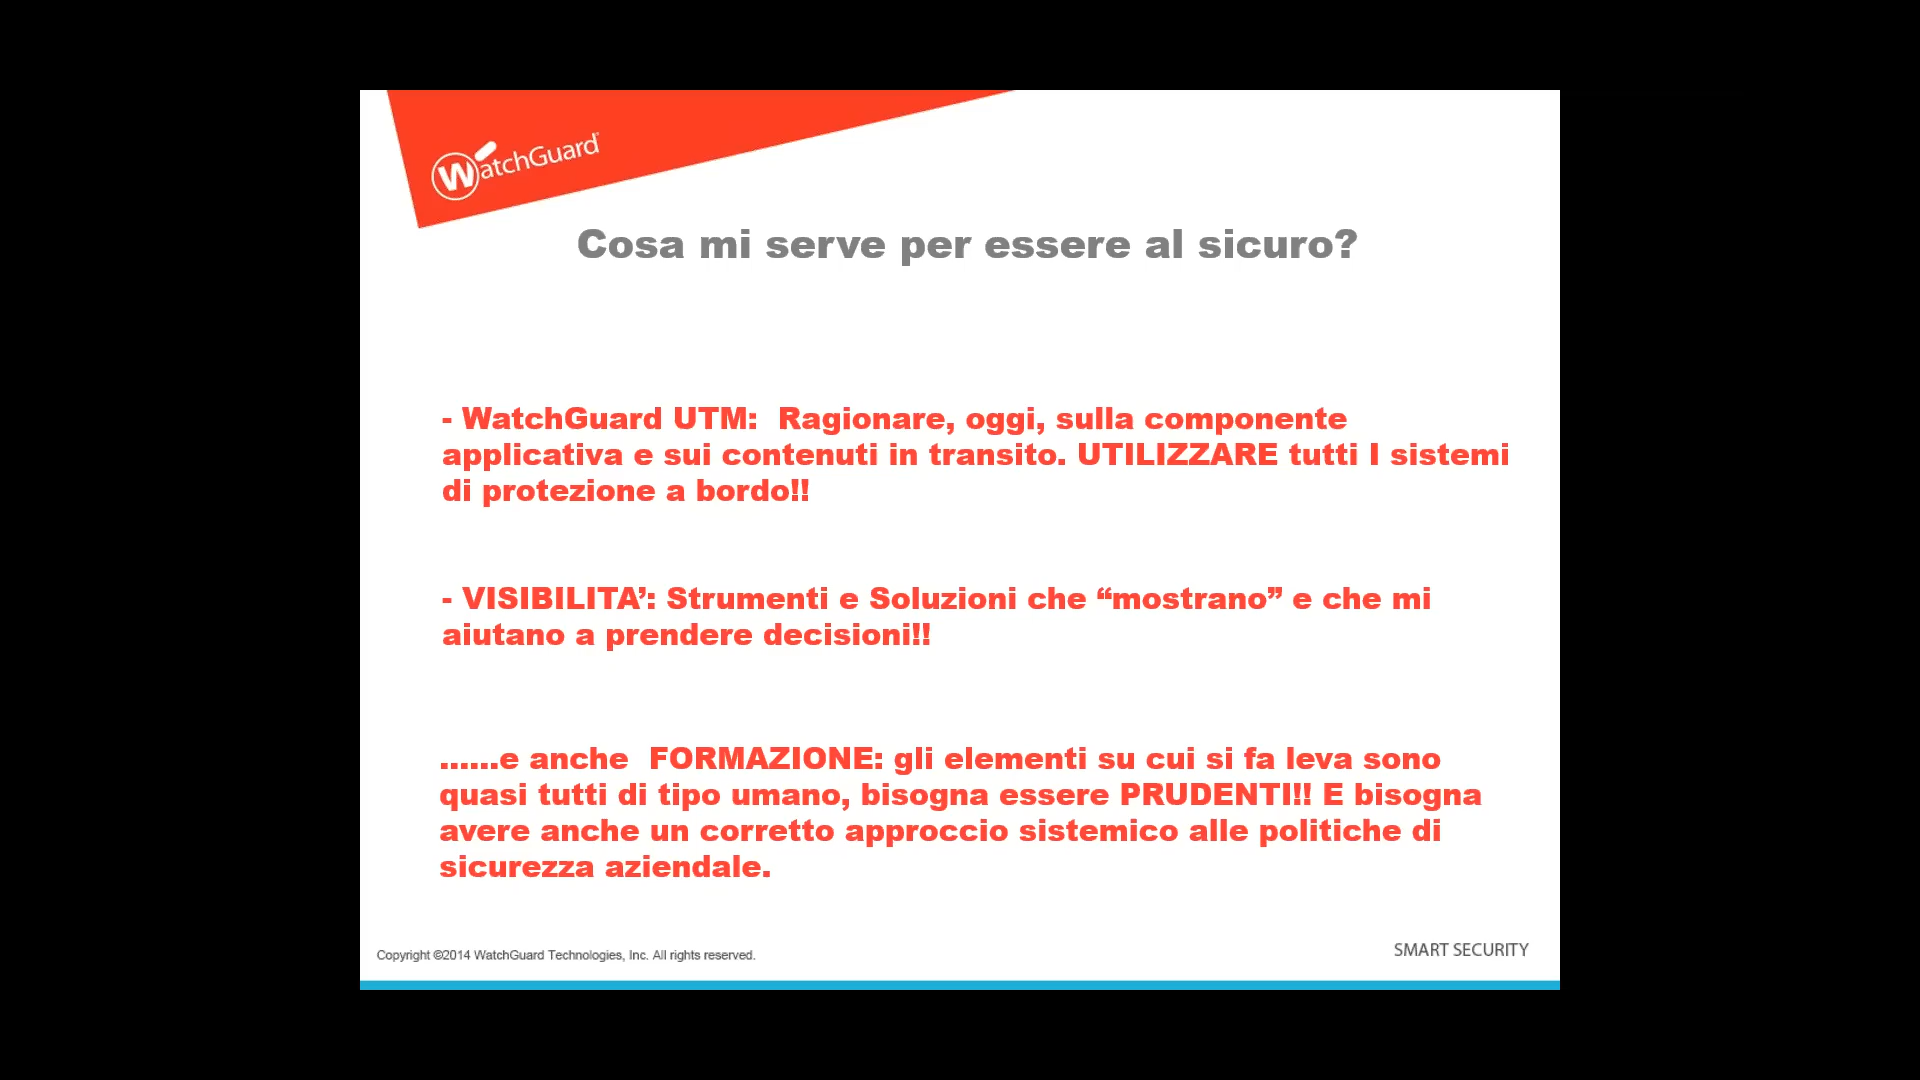 WatchGuard
Cosa mi serve per essere al sicuro?
- WatchGuard UTM:  Ragionare, oggi, sulla componente
applicativa e sui contenuti in transito. UTILIZZARE tutti I sistemi
di protezione a bordo!!
- VISIBILITA’: Strumenti e Soluzioni che “mostrano” e che mi
aiutano a prendere decisioni!!
......e anche  FORMAZIONE: gli elementi su cui si fa leva sono
quasi tutti di tipo umano, bisogna essere PRUDENTI!! E bisogna
avere anche un corretto approccio sistemico alle politiche di
sicurezza aziendale.
Copyright ©2014 WatchGuard Technologies, Inc. All rights reserved.
SMART SECURITY